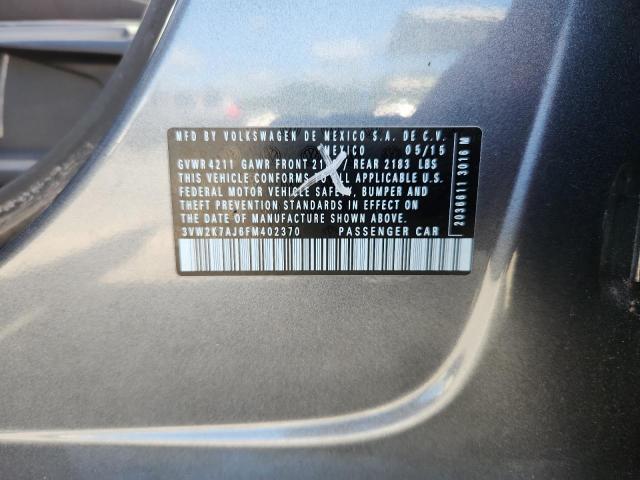 MFD BY VOLKSWAGEN DE MEXICO S.A. DE C.V.
MEXICO 05/15
GVWR 4211 GAWR FRONT REAR 2183 LBS
THIS VEHICLE CONFORMS TO ALL APPLICABLE U.S.
FEDERAL MOTOR VEHICLE SAFETY, BUMPER AND
THEFT PREVENTION STANDARDS IN EFFECT ON
THE DATE OF MANUFACTURE SHOWN ABOVE.
3VW2K7AJ6FM402370 PASSENGER CAR
2036611 3016 M